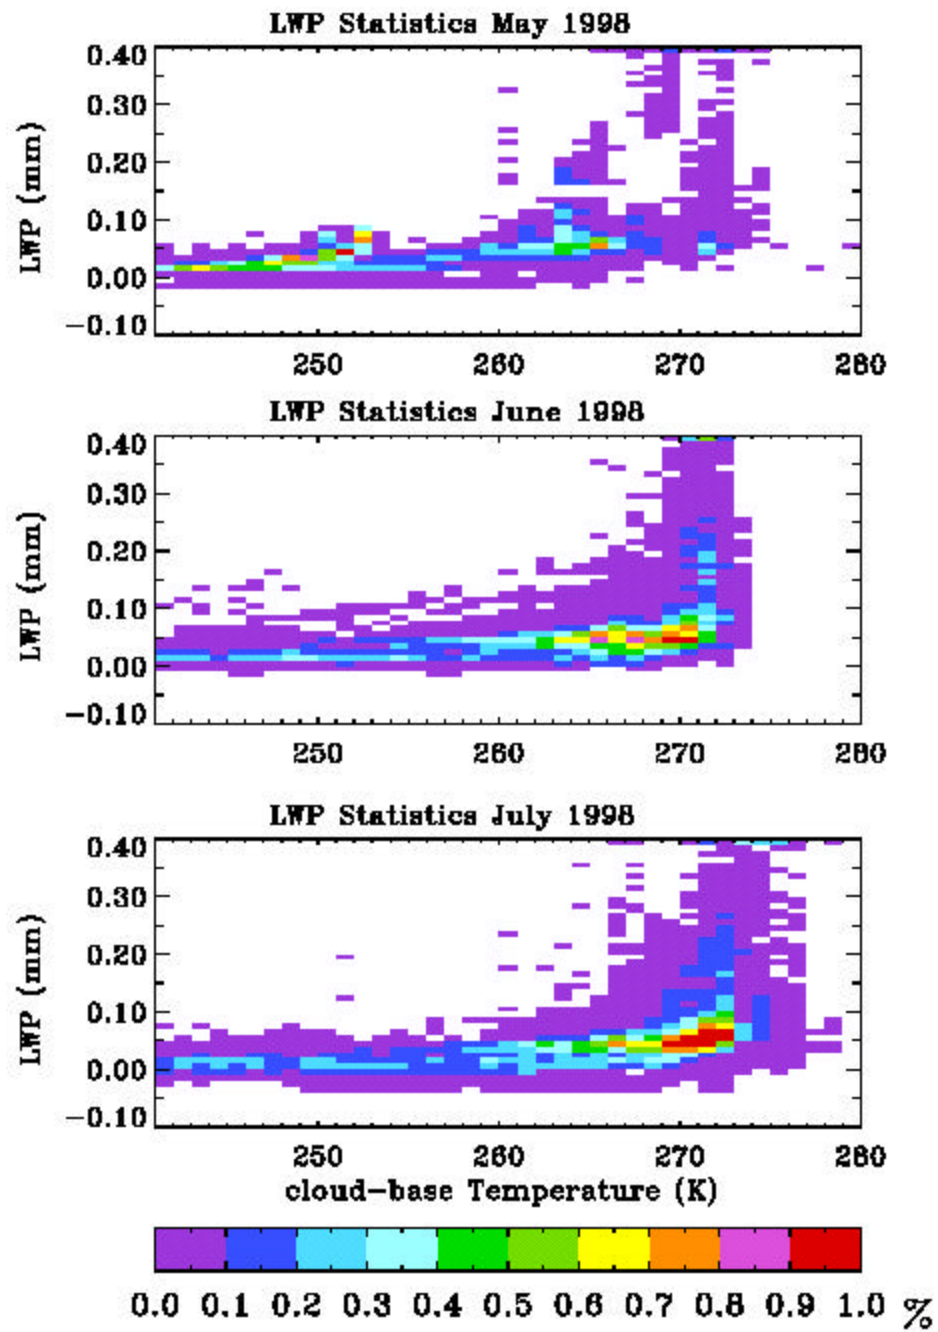 LWP Statistics May 1998
0.40
0.30
0.20
0.10
0.00
−0.10
LWP (mm)
250 260 270 280
LWP Statistics June 1998
0.40
0.30
0.20
0.10
0.00
−0.10
LWP (mm)
250 260 270 280
LWP Statistics July 1998
0.40
0.30
0.20
0.10
0.00
−0.10
LWP (mm)
250 260 270 280
cloud−base Temperature (K)
0.0 0.1 0.2 0.3 0.4 0.5 0.6 0.7 0.8 0.9 1.0 %